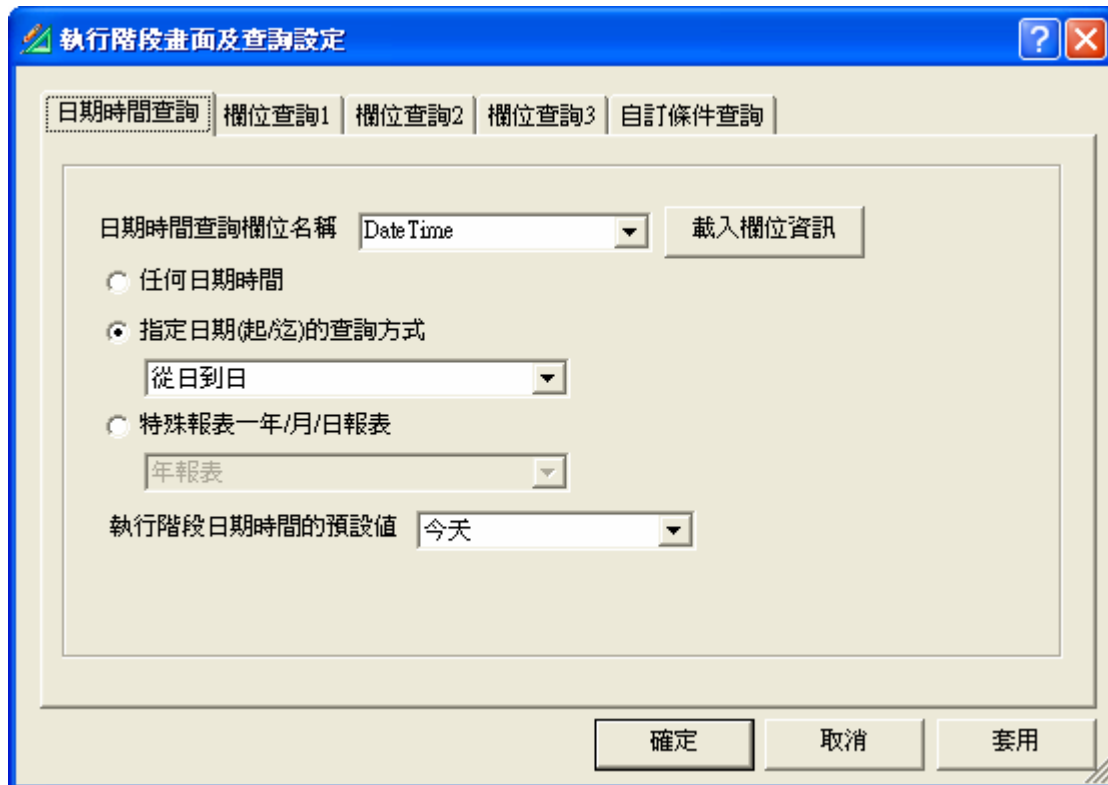 執行階段畫面及查詢設定
日期時間查詢 欄位查詢1 欄位查詢2 欄位查詢3 自訂條件查詢
日期時間查詢欄位名稱 DateTime 載入欄位資訊
任何日期時間
指定日期(起/迄)的查詢方式
從日到日
特殊報表一年/月/日報表
年報表
執行階段日期時間的預設值 今天
確定 取消 套用